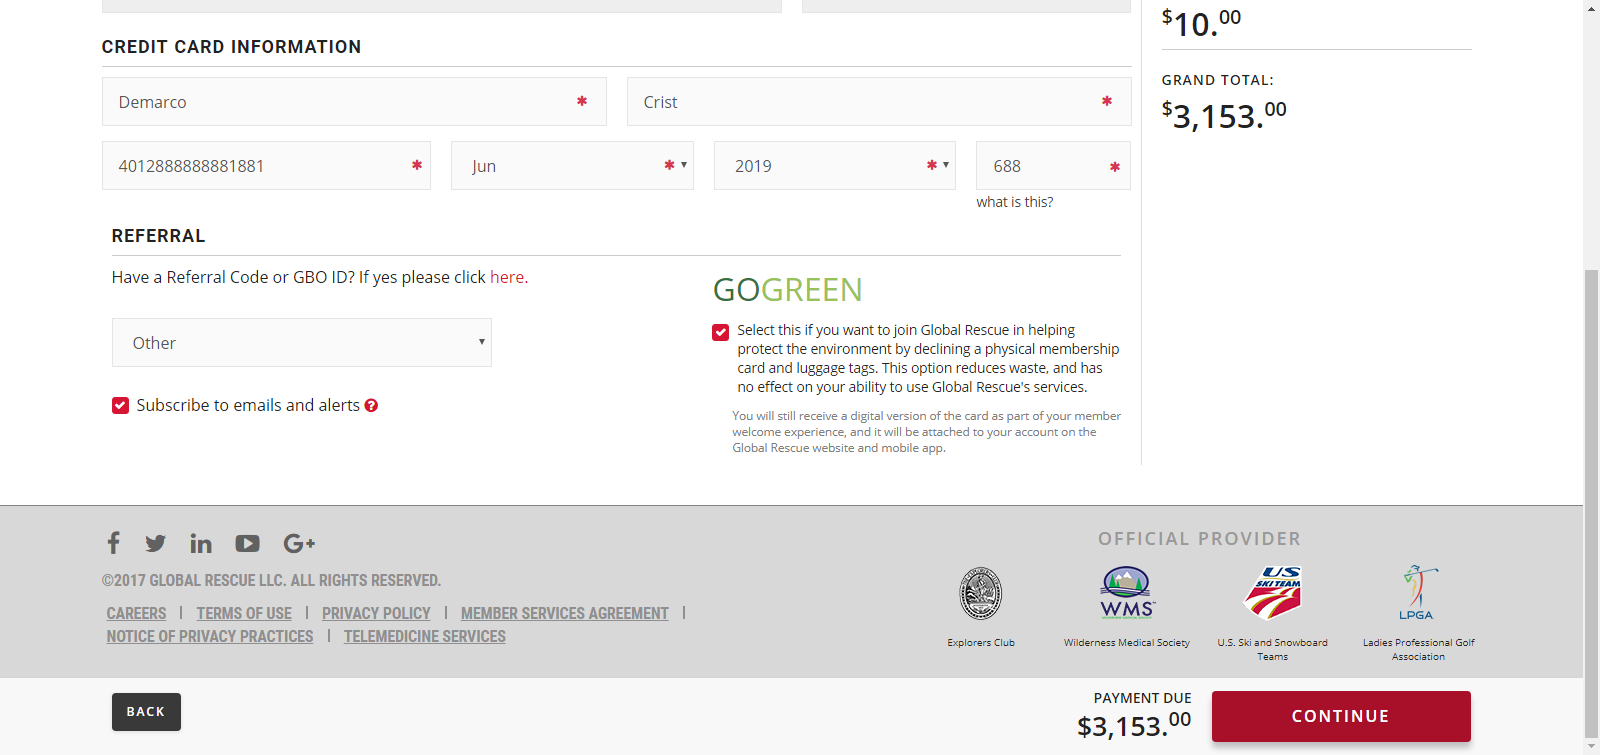 $10.00
GRAND TOTAL:
$3,153.00
CREDIT CARD INFORMATION
Demarco * Crist *
4012888888881881 * Jun * 2019 * 688 *
what is this?
REFERRAL
Have a Referral Code or GBO ID? If yes please click here.
Other
Subscribe to emails and alerts ?
GOGREEN
Select this if you want to join Global Rescue in helping
protect the environment by declining a physical membership
card and luggage tags. This option reduces waste, and has
no effect on your ability to use Global Rescue's services.
You will still receive a digital version of the card as part of your member
welcome experience, and it will be attached to your account on the
Global Rescue website and mobile app.
f in G+
©2017 GLOBAL RESCUE LLC. ALL RIGHTS RESERVED.
CAREERS | TERMS OF USE | PRIVACY POLICY | MEMBER SERVICES AGREEMENT |
NOTICE OF PRIVACY PRACTICES | TELEMEDICINE SERVICES
OFFICIAL PROVIDER
WMS
US
SKI TEAM
LPGA
Explorers Club
Wilderness Medical Society
U.S. Ski and Snowboard
Teams
Ladies Professional Golf
Association
BACK
PAYMENT DUE
$3,153.00
CONTINUE